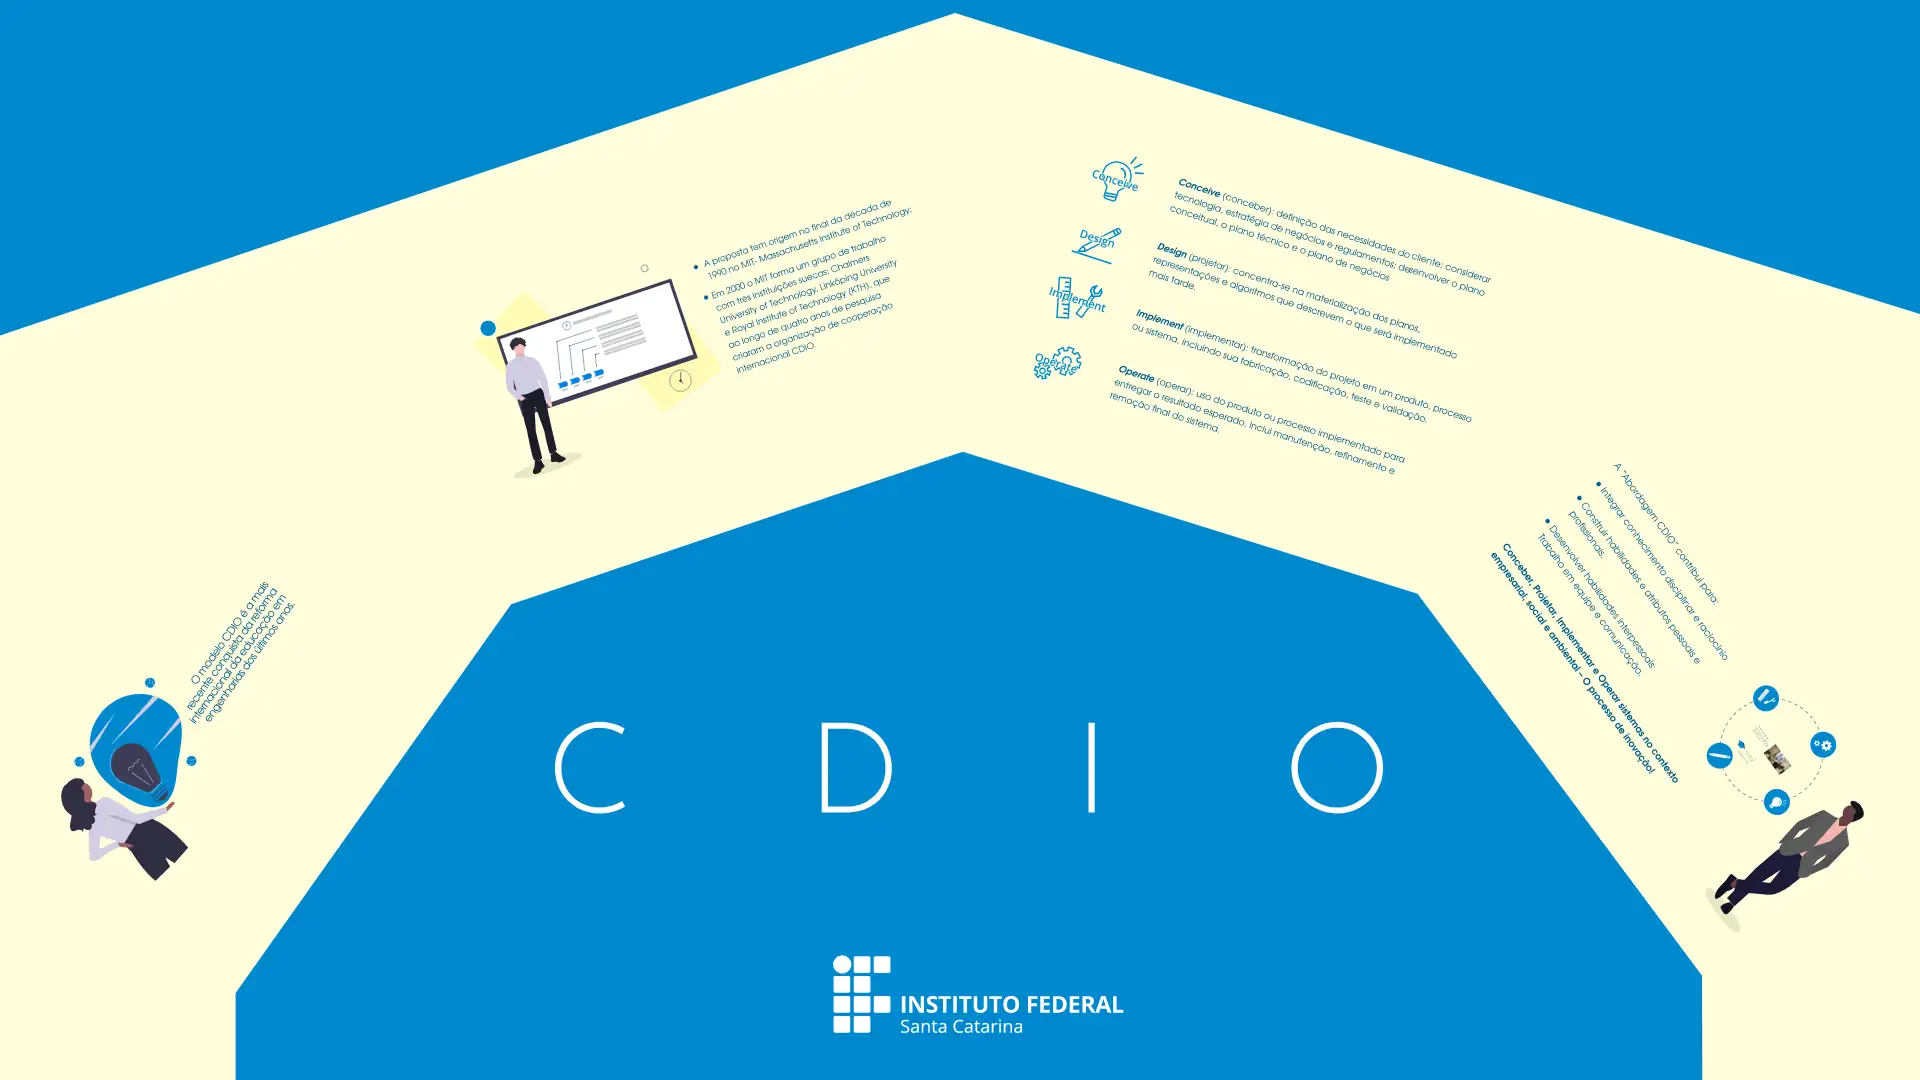 O modelo CDIO é a mais
recente conquista da reforma
internacional da educação em
engenharias dos últimos anos.
A proposta tem origem no final da década de
1990 no MIT- Massachusetts Institute of Technology;
Em 2000 o MIT forma um grupo de trabalho
com três instituições suecas: Chalmers
University of Technology, Linköping University
e Royal Institute of Technology (KTH), que
ao longo de quatro anos de pesquisa
criaram a organização de cooperação
internacional CDIO.
Conceive
Conceive (conceber): definição das necessidades do cliente; considerar
tecnologia, estratégia de negócios e regulamentos; desenvolver o plano
conceitual, o plano técnico e o plano de negócios
Design
Design (projetar): concentra-se na materialização dos planos,
representações e algoritmos que descrevem o que será implementado
mais tarde.
Implement
Implement (implementar): transformação do projeto em um produto, processo
ou sistema, incluindo sua fabricação, codificação, teste e validação.
Operate
Operate (operar): uso do produto ou processo implementado para
entregar o resultado esperado. Inclui manutenção, refinamento e
remoção final do sistema.
A "Abordagem CDIO" contribui para:
Integrar conhecimento disciplinar e raciocínio
Construir habilidades e atributos pessoais e
profissionais.
Desenvolver habilidades interpessoais:
Trabalho em equipe e comunicação.
Conceber, Projetar, Implementar e Operar sistemas no contexto
empresarial, social e ambiental – O processo de inovação!
C D I O
INSTITUTO FEDERAL
Santa Catarina